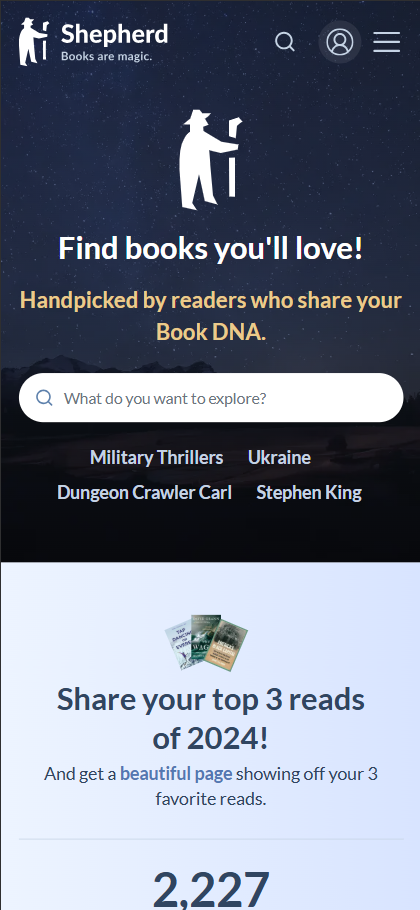 Shepherd
Books are magic.
Find books you'll love!
Handpicked by readers who share your
Book DNA.
What do you want to explore?
Military Thrillers Ukraine
Dungeon Crawler Carl Stephen King
Share your top 3 reads
of 2024!
And get a beautiful page showing off your 3
favorite reads.
2,227